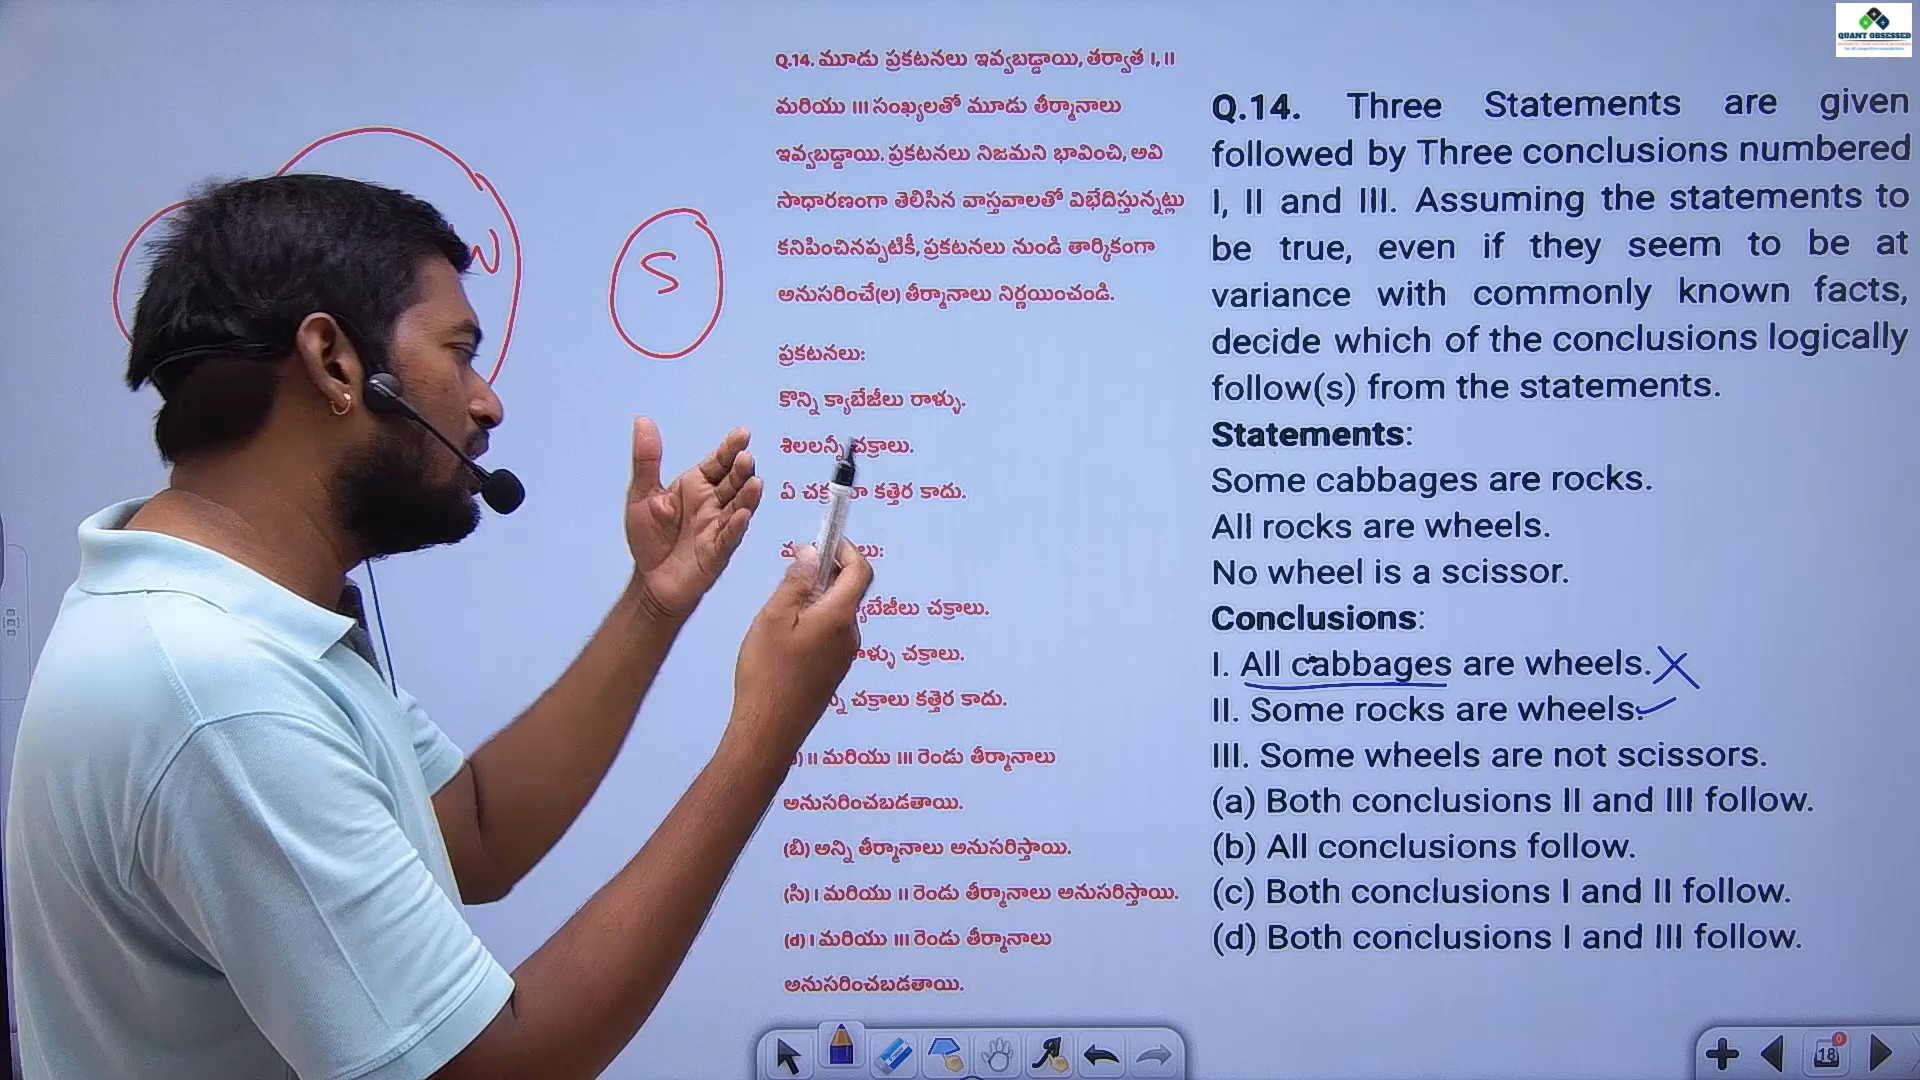 QUANT OBSESSED
Q.14. మూడు ప్రకటనలు ఇవ్వబడ్డాయి, తర్వాత I, II
మరియు III సంఖ్యలతో మూడు తీర్మానాలు
ఇవ్వబడ్డాయి. ప్రకటనలు నిజమని భావించి, అవి
సాధారణంగా తెలిసిన వాస్తవాలతో విభేదిస్తున్నట్లు
కనిపించినప్పటికీ, ప్రకటనలు నుండి తార్కికంగా
అనుసరించే(ల) తీర్మానాలు నిర్ణయించండి.
ప్రకటనలు:
కొన్ని క్యాబేజీలు రాళ్ళు.
శిలలన్నీ చక్రాలు.
ఏ కత్తెర కాదు.
చక్రాలు.
చక్రాలు.
చక్రాలు కత్తెర కాదు.
II మరియు III రెండు తీర్మానాలు
అనుసరించబడతాయి.
(బి) అన్ని తీర్మానాలు అనుసరిస్తాయి.
(సి) I మరియు II రెండు తీర్మానాలు అనుసరిస్తాయి.
(d) I మరియు III రెండు తీర్మానాలు
అనుసరించబడతాయి.
Q.14. Three Statements are given
followed by Three conclusions numbered
I, II and III. Assuming the statements to
be true, even if they seem to be at
variance with commonly known facts,
decide which of the conclusions logically
follow(s) from the statements.
Statements:
Some cabbages are rocks.
All rocks are wheels.
No wheel is a scissor.
Conclusions:
I. All cabbages are wheels.
II. Some rocks are wheels.
III. Some wheels are not scissors.
(a) Both conclusions II and III follow.
(b) All conclusions follow.
(c) Both conclusions I and II follow.
(d) Both conclusions I and III follow.
W
S
18
0